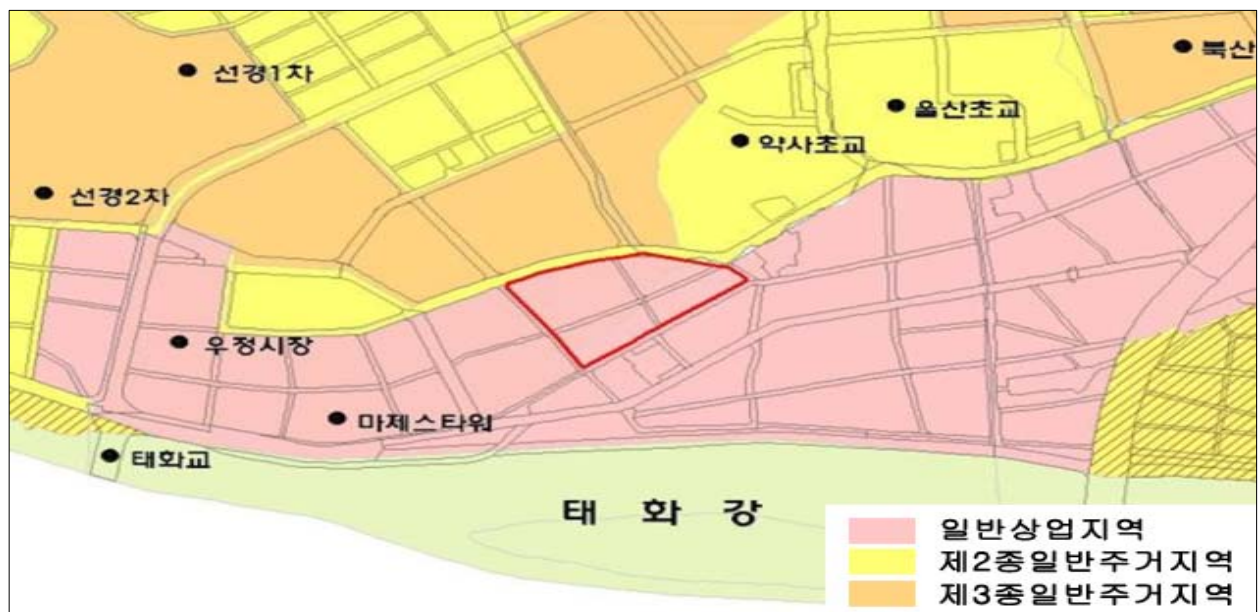 북산
선경1차
울산초교
약사초교
선경2차
우정시장
마제스타워
태화교
태 화 강
일반상업지역
제2종일반주거지역
제3종일반주거지역